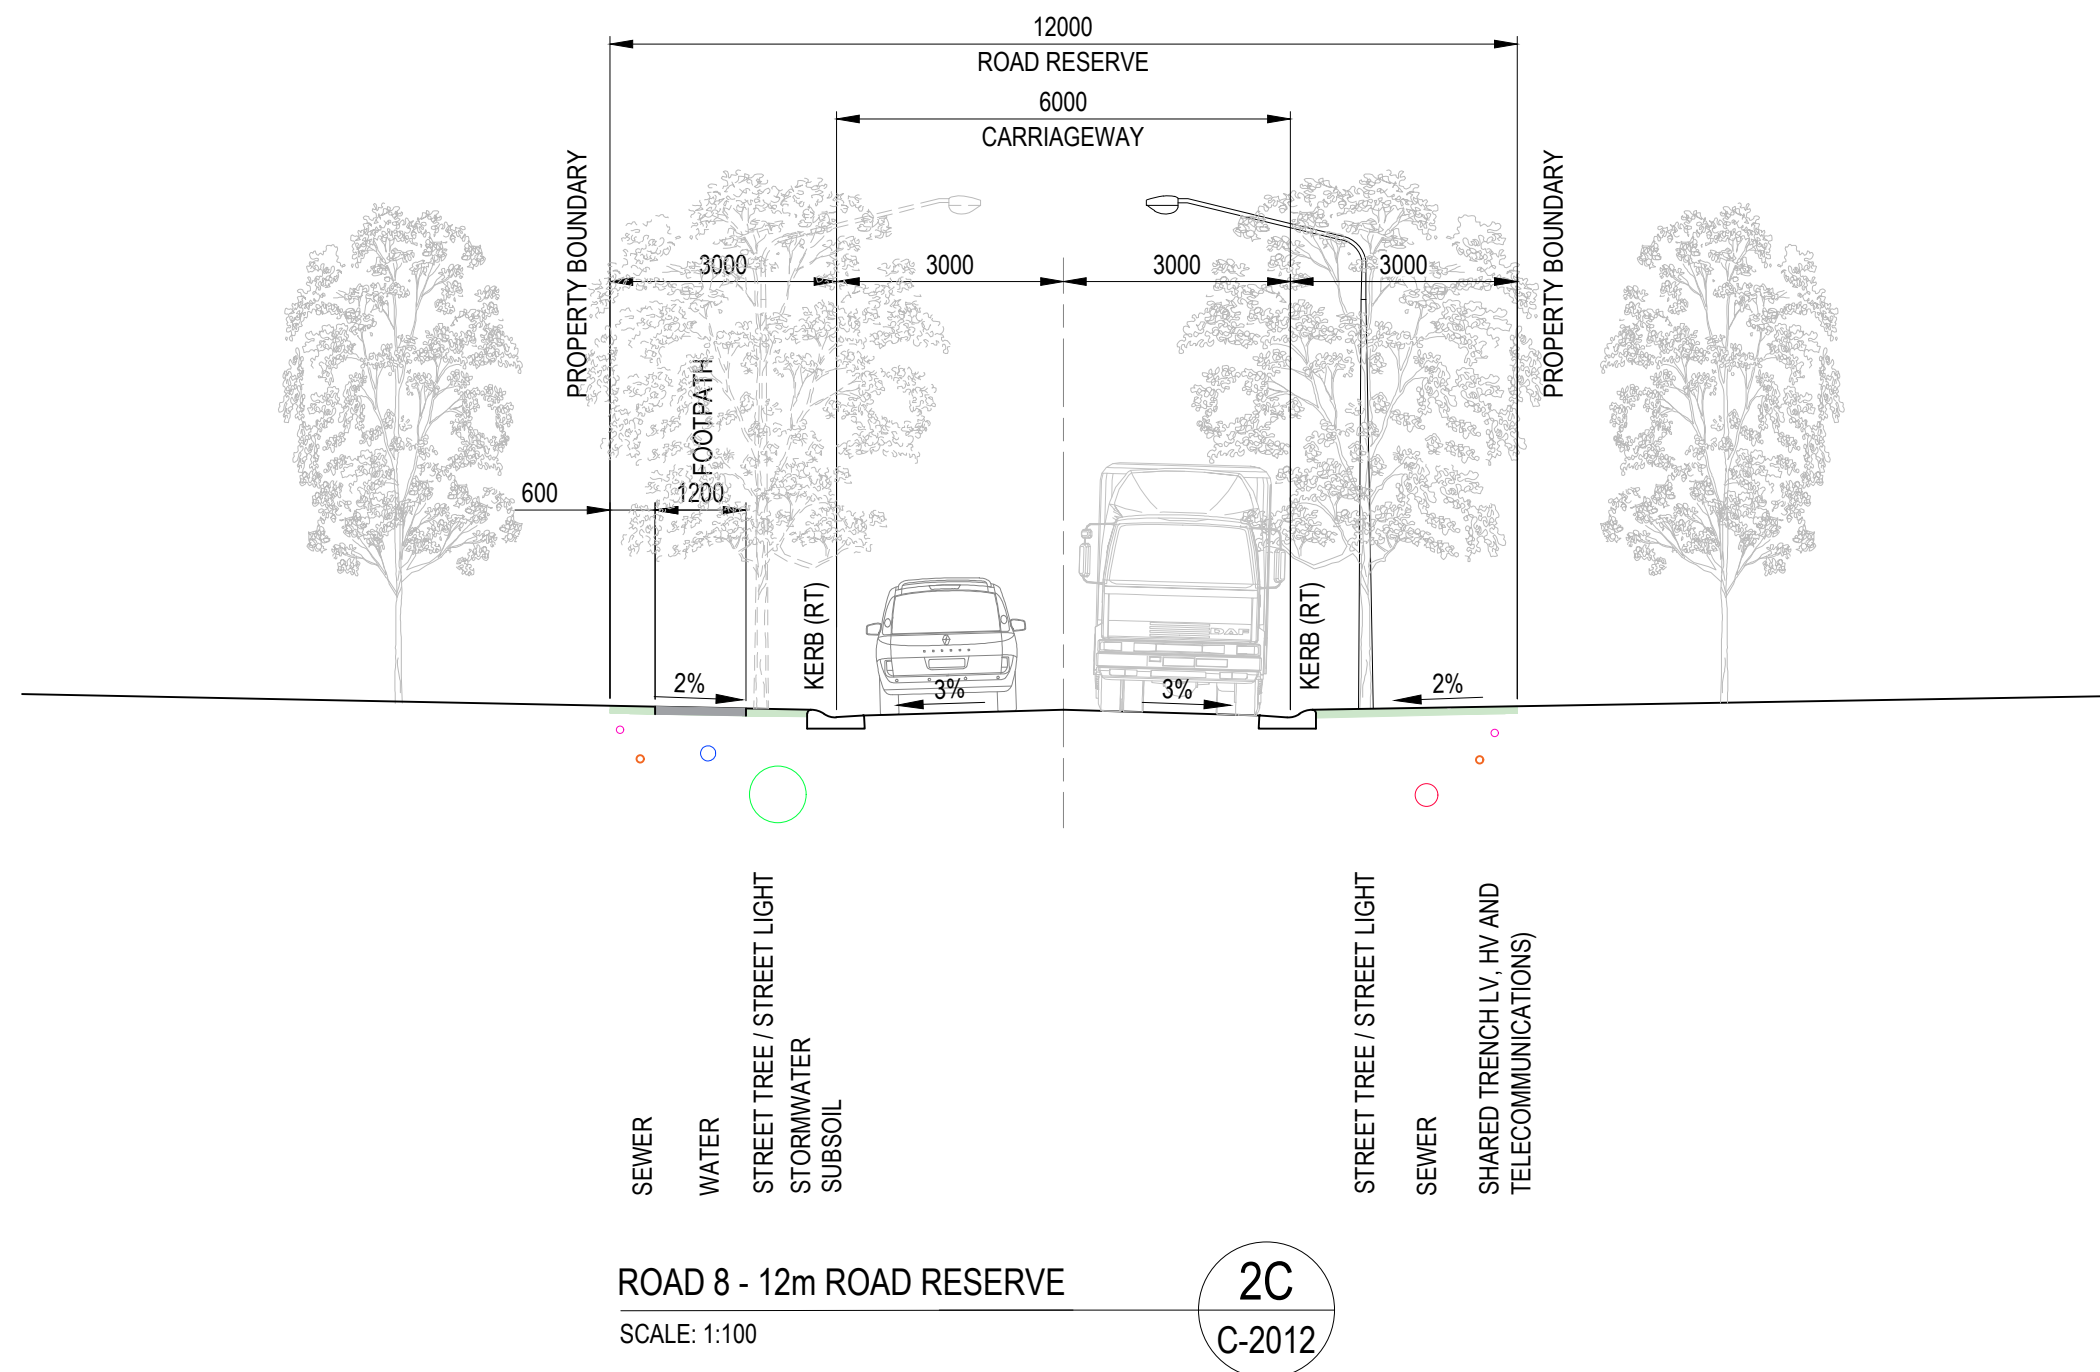 12000
ROAD RESERVE
6000
CARRIAGEWAY
PROPERTY BOUNDARY
PROPERTY BOUNDARY
3000
3000
3000
3000
FOOTPATH
600
1200
KERB (RT)
KERB (RT)
2%
3%
3%
2%
DAF
SEWER
WATER
STREET TREE / STREET LIGHT
STORMWATER
SUBSOIL
STREET TREE / STREET LIGHT
SEWER
SHARED TRENCH LV, HV AND
TELECOMMUNICATIONS)
ROAD 8 - 12m ROAD RESERVE
SCALE: 1:100
2C
C-2012